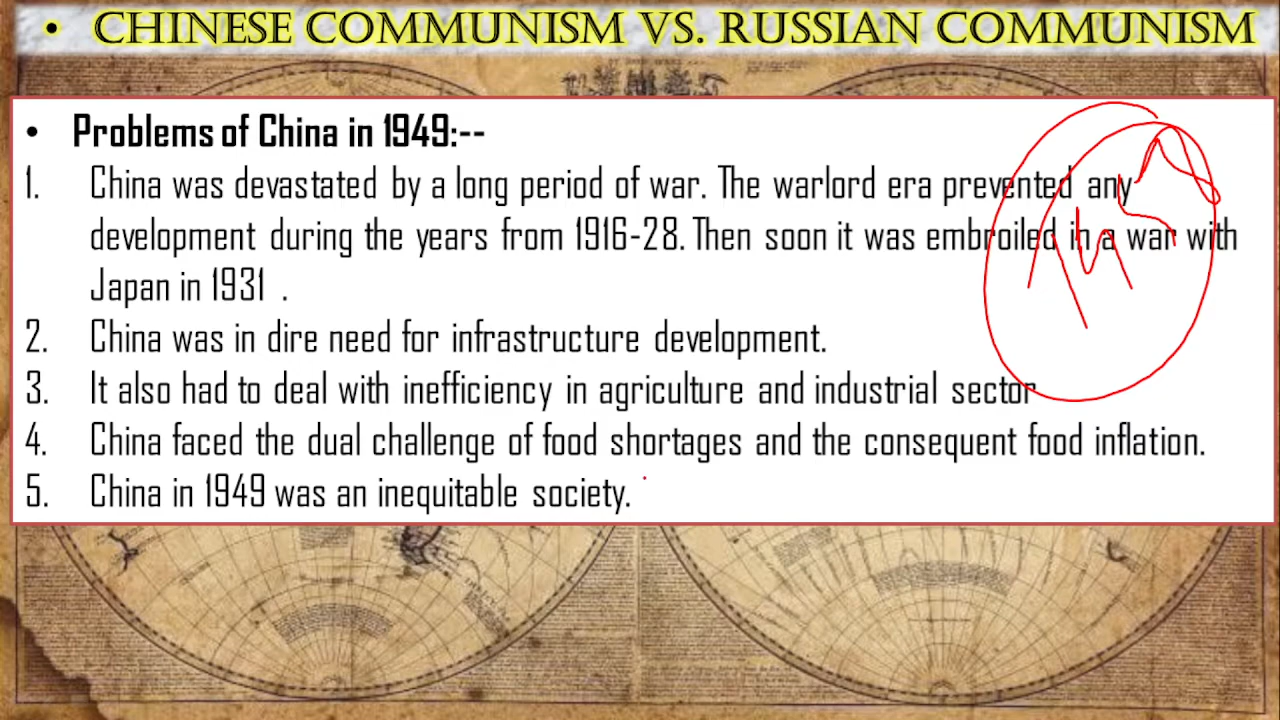 • CHINESE COMMUNISM VS. RUSSIAN COMMUNISM
• Problems of China in 1949:--
1. China was devastated by a long period of war. The warlord era prevented any
development during the years from 1916-28. Then soon it was embroiled in a war with
Japan in 1931 .
2. China was in dire need for infrastructure development.
3. It also had to deal with inefficiency in agriculture and industrial sector
4. China faced the dual challenge of food shortages and the consequent food inflation.
5. China in 1949 was an inequitable society.